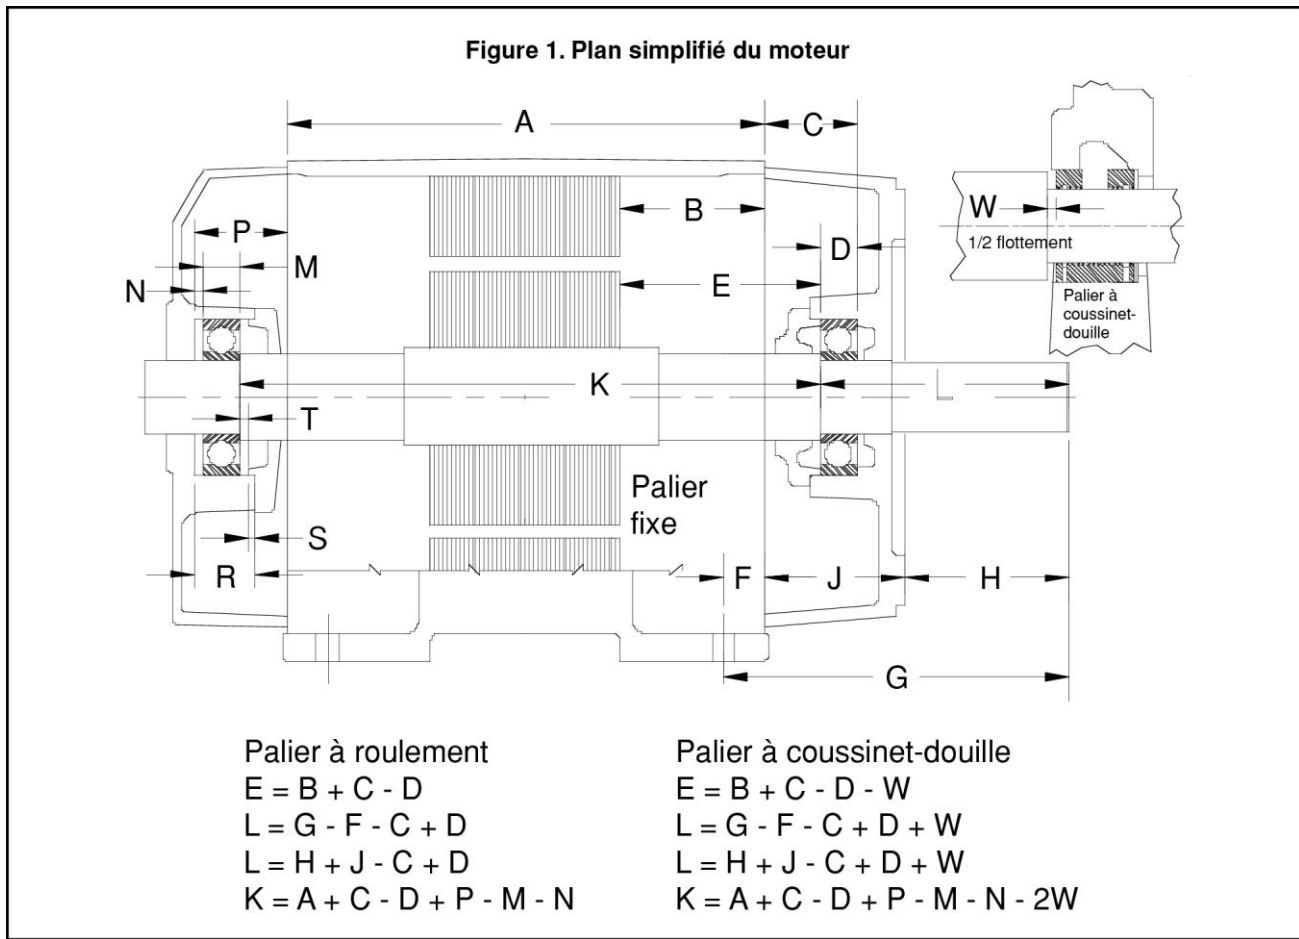 Figure 1. Plan simplifié du moteur
A
C
B
W
1/2 flottement
P
D
M
N
E
Palier à
coussinet-
douille
K
L
T
Palier
fixe
S
R
F
J
H
G
Palier à roulement
E = B + C - D
L = G - F - C + D
L = H + J - C + D
K = A + C - D + P - M - N
Palier à coussinet-douille
E = B + C - D - W
L = G - F - C + D + W
L = H + J - C + D + W
K = A + C - D + P - M - N - 2W